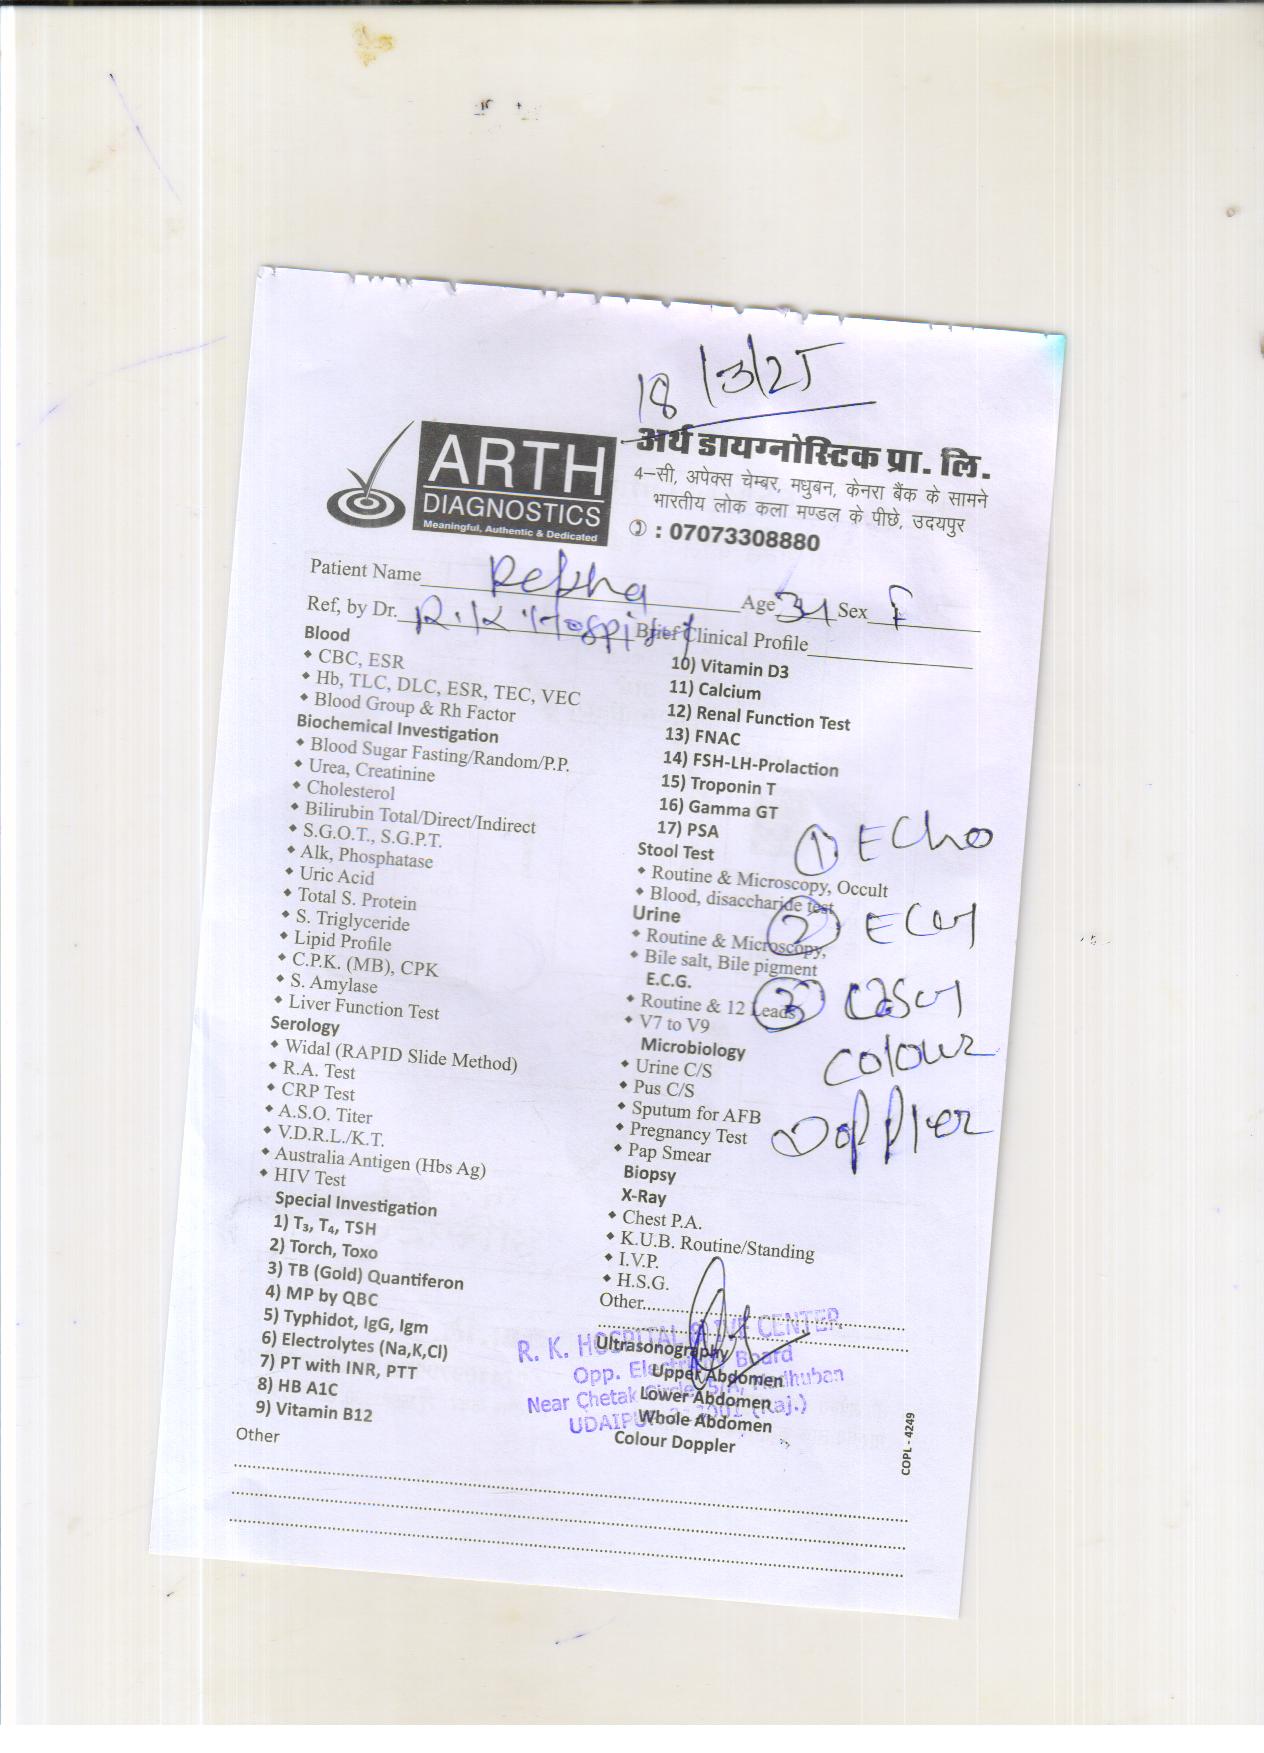 18/3/25
ARTH
DIAGNOSTICS
Meaningful, Authentic & Dedicated
अर्थ डायग्नोस्टिक प्रा. लि.
4–सी, अपेक्स चेम्बर, मधुबन, केनरा बैंक के सामने
भारतीय लोक कला मण्डल के पीछे, उदयपुर
: 07073308880
Patient Name Rekha Age 31 Sex F
Ref, by Dr. R.K Hospital Brief Clinical Profile
Blood
CBC, ESR
Hb, TLC, DLC, ESR, TEC, VEC
Blood Group & Rh Factor
Biochemical Investigation
Blood Sugar Fasting/Random/P.P.
Urea, Creatinine
Cholesterol
Bilirubin Total/Direct/Indirect
S.G.O.T., S.G.P.T.
Alk, Phosphatase
Uric Acid
Total S. Protein
S. Triglyceride
Lipid Profile
C.P.K. (MB), CPK
S. Amylase
Liver Function Test
Serology
Widal (RAPID Slide Method)
R.A. Test
CRP Test
A.S.O. Titer
V.D.R.L./K.T.
Australia Antigen (Hbs Ag)
HIV Test
Special Investigation
1) T₃, T₄, TSH
2) Torch, Toxo
3) TB (Gold) Quantiferon
4) MP by QBC
5) Typhidot, IgG, Igm
6) Electrolytes (Na,K,Cl)
7) PT with INR, PTT
8) HB A1C
9) Vitamin B12
Other
10) Vitamin D3
11) Calcium
12) Renal Function Test
13) FNAC
14) FSH-LH-Prolaction
15) Troponin T
16) Gamma GT
17) PSA
Stool Test
Routine & Microscopy, Occult
Blood, disaccharide test
Urine
Routine & Microscopy,
Bile salt, Bile pigment
E.C.G.
Routine & 12 Leads
V7 to V9
Microbiology
Urine C/S
Pus C/S
Sputum for AFB
Pregnancy Test
Pap Smear
Biopsy
X-Ray
Chest P.A.
K.U.B. Routine/Standing
I.V.P.
H.S.G.
Other
Ultrasonography
Upper Abdomen
Lower Abdomen
Whole Abdomen
Colour Doppler
① Echo
② ECG
③
Colour
Doppler
R. K. HOSPITAL & IVF CENTER
Opp. Electricity Board
Near Chetak Circle, Madhuban
UDAIPUR (Raj.)
COPL - 4249